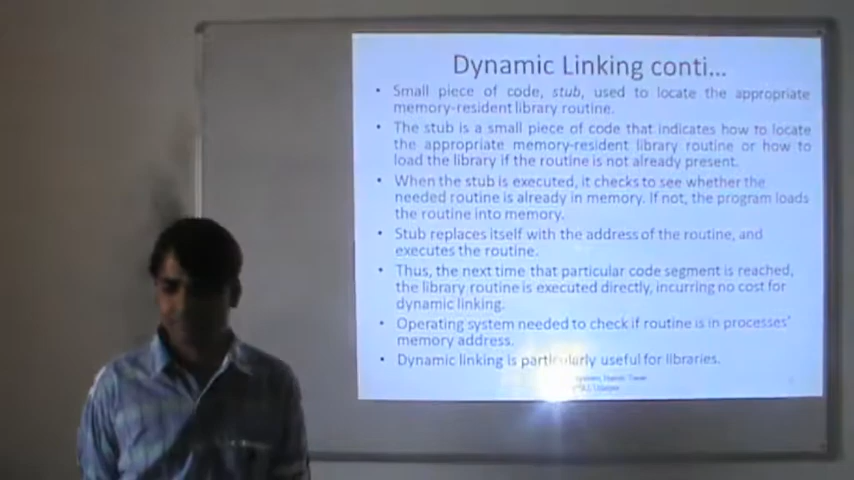 Dynamic Linking conti...
• Small piece of code, stub, used to locate the appropriate
memory-resident library routine.
• The stub is a small piece of code that indicates how to locate
the appropriate memory-resident library routine or how to
load the library if the routine is not already present.
• When the stub is executed, it checks to see whether the
needed routine is already in memory. If not, the program loads
the routine into memory.
• Stub replaces itself with the address of the routine, and
executes the routine.
• Thus, the next time that particular code segment is reached,
the library routine is executed directly, incurring no cost for
dynamic linking.
• Operating system needed to check if routine is in processes'
memory address.
• Dynamic linking is particularly useful for libraries.